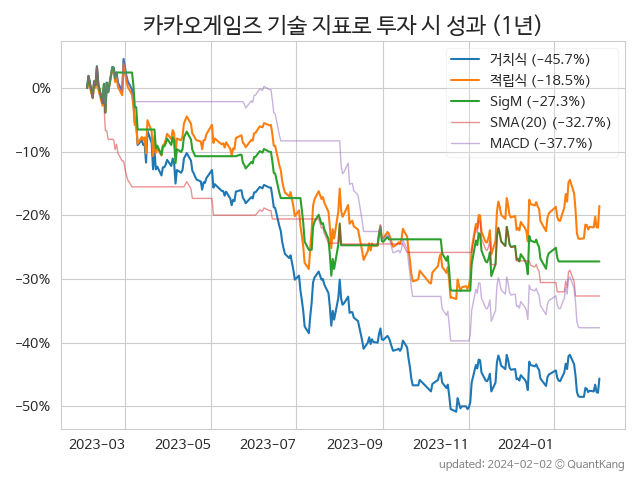 카카오게임즈 기술 지표로 투자 시 성과 (1년)
거치식 (−45.7%)
적립식 (−18.5%)
SigM (−27.3%)
SMA(20) (−32.7%)
MACD (−37.7%)
0%
−10%
−20%
−30%
−40%
−50%
2023-03 2023-05 2023-07 2023-09 2023-11 2024-01
updated: 2024-02-02 © QuantKang